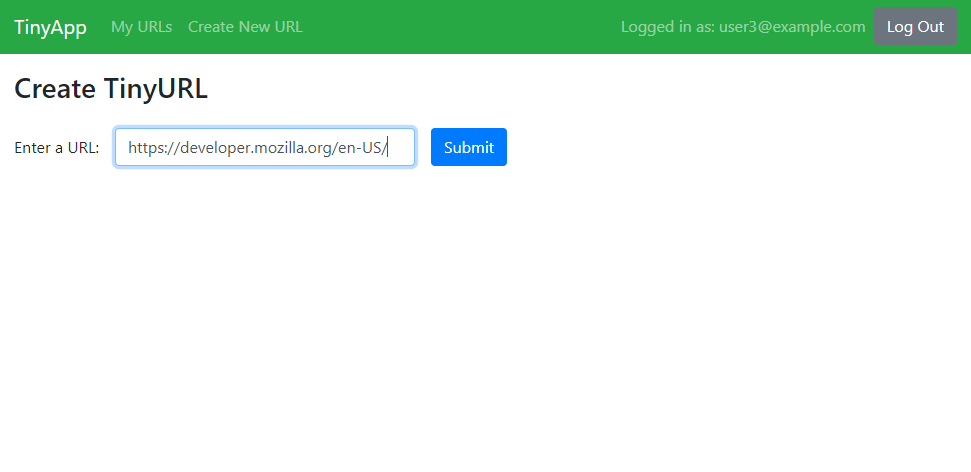 TinyApp My URLs Create New URL Logged in as: user3@example.com Log Out
Create TinyURL
Enter a URL: https://developer.mozilla.org/en-US/ Submit